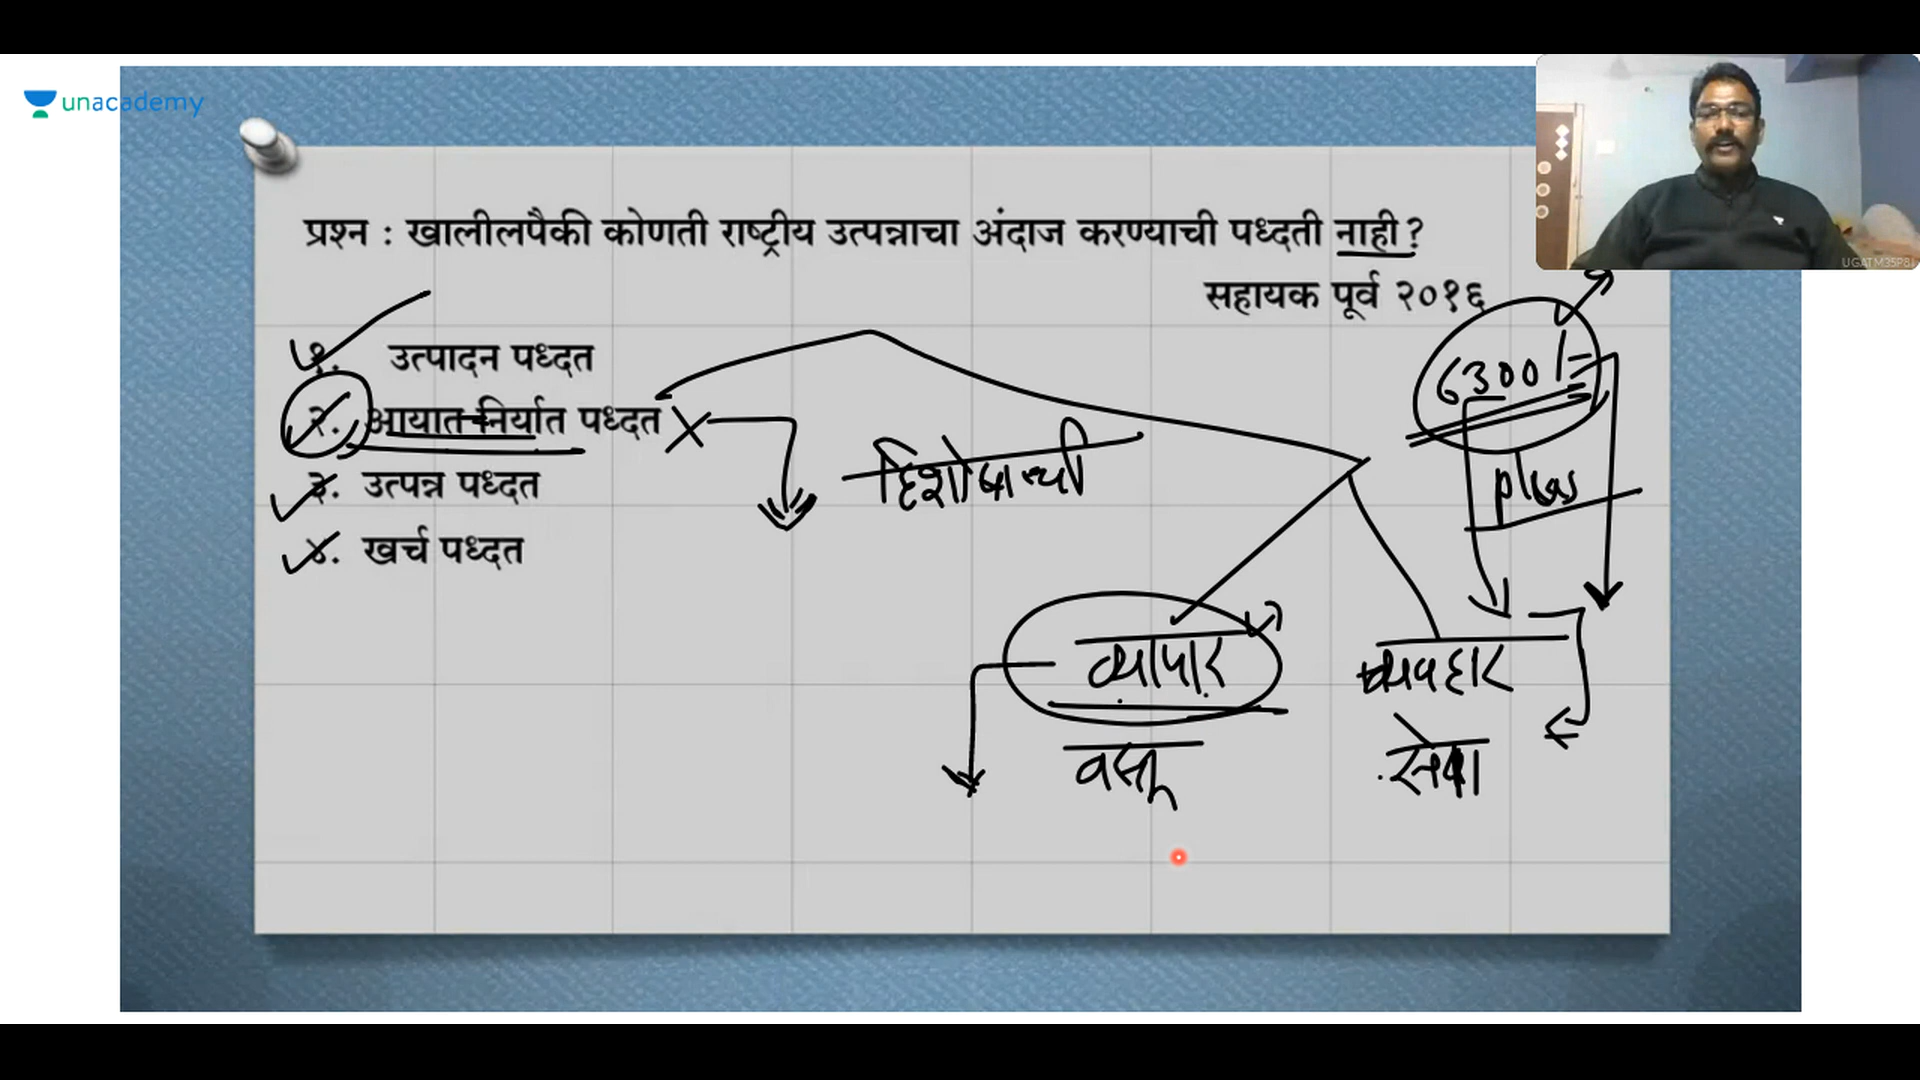 unacademy
UGATM35P8I
प्रश्न : खालीलपैकी कोणती राष्ट्रीय उत्पन्नाचा अंदाज करण्याची पध्दती नाही ?
सहायक पूर्व २०१६
१. उत्पादन पध्दत
२. आयात-निर्यात पध्दत
३. उत्पन्न पध्दत
४. खर्च पध्दत
6300/-
plus
व्यापार
व्यवहार
वस्तू
सेवा